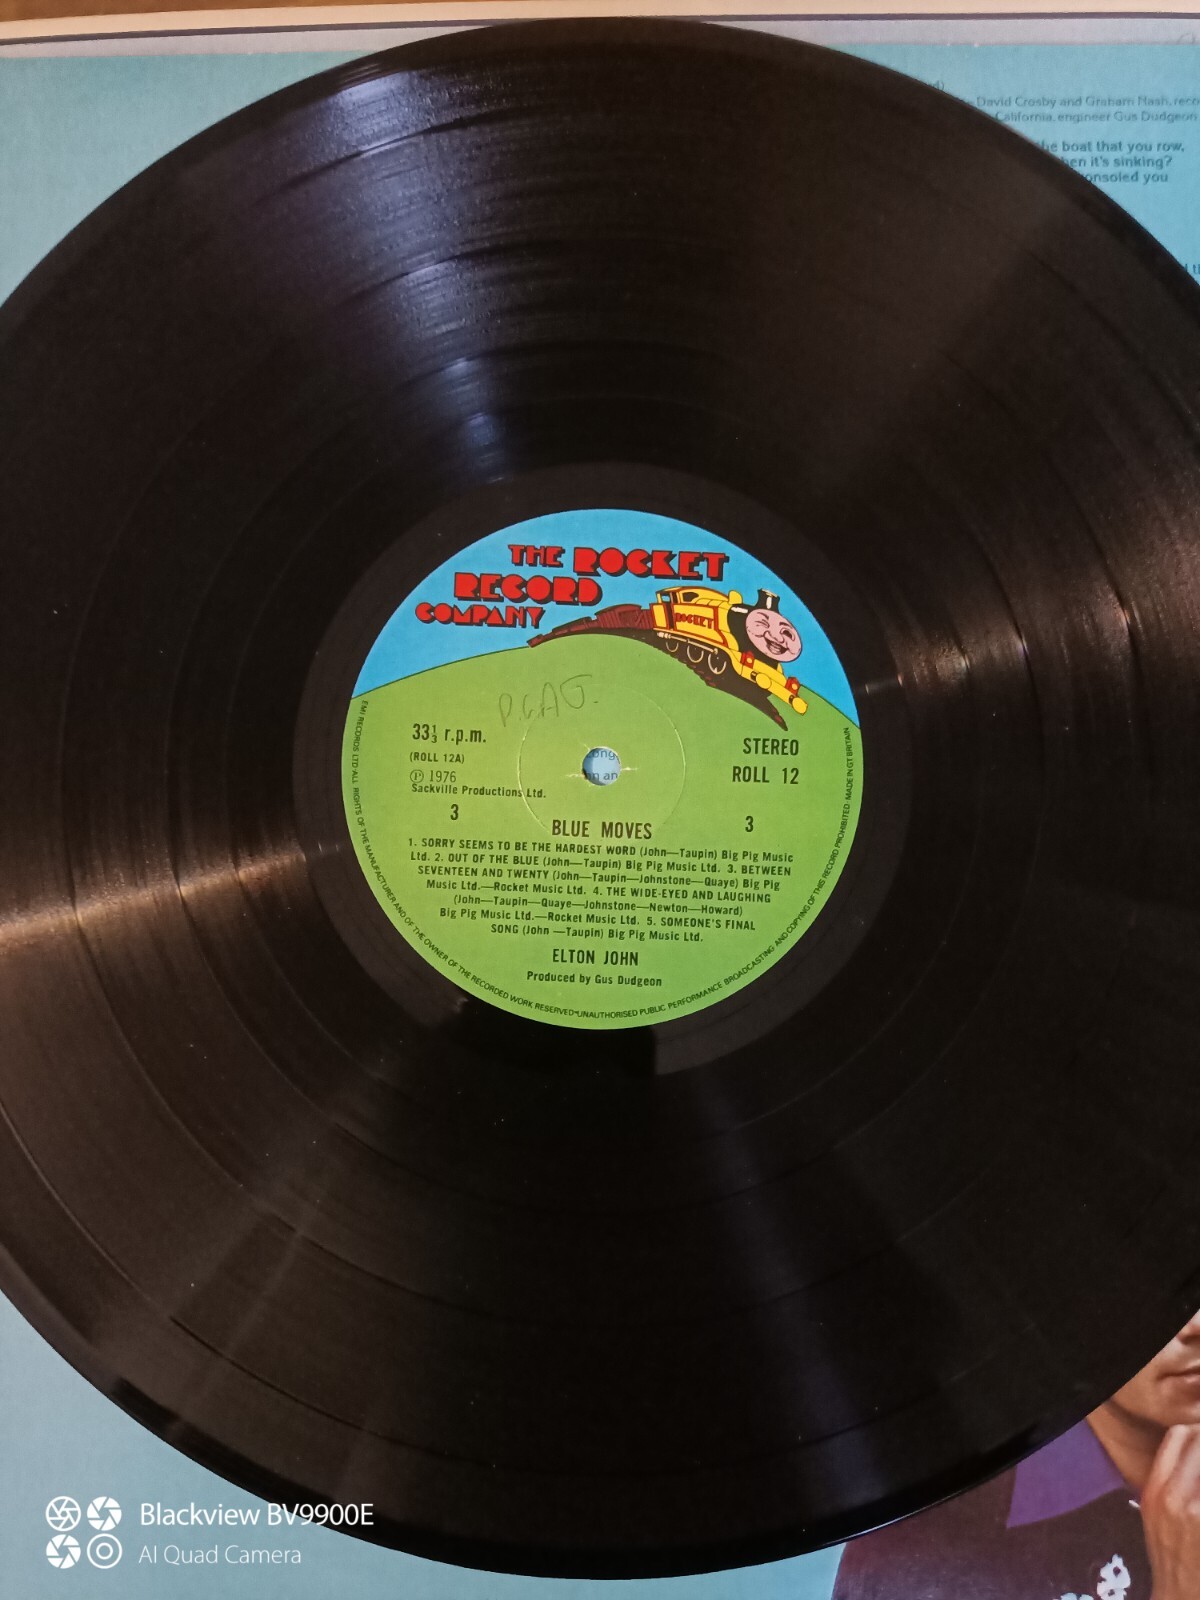 David Crosby and Graham Nash, reco
California, engineer Gus Dudgeon
he boat that you row,
hen it's sinking?
onsoled you
THE ROCKET
RECORD
COMPANY
ROCKET
33⅓ r.p.m.
STEREO
(ROLL 12A)
ROLL 12
Ⓟ 1976
Sackville Productions Ltd.
3
3
BLUE MOVES
1. SORRY SEEMS TO BE THE HARDEST WORD (John—Taupin) Big Pig Music
Ltd. 2. OUT OF THE BLUE (John—Taupin) Big Pig Music Ltd. 3. BETWEEN
SEVENTEEN AND TWENTY (John—Taupin—Johnstone—Quaye) Big Pig
Music Ltd.—Rocket Music Ltd. 4. THE WIDE-EYED AND LAUGHING
(John—Taupin—Quaye—Johnstone—Newton—Howard)
Big Pig Music Ltd.—Rocket Music Ltd. 5. SOMEONE'S FINAL
SONG (John —Taupin) Big Pig Music Ltd.
ELTON JOHN
Produced by Gus Dudgeon
EMI RECORDS LTD·ALL RIGHTS OF THE MANUFACTURER AND OF THE OWNER OF THE RECORDED WORK RESERVED·UNAUTHORISED PUBLIC PERFORMANCE BROADCASTING AND COPYING OF THIS RECORD PROHIBITED·MADE IN GT BRITAIN
Blackview BV9900E
AI Quad Camera